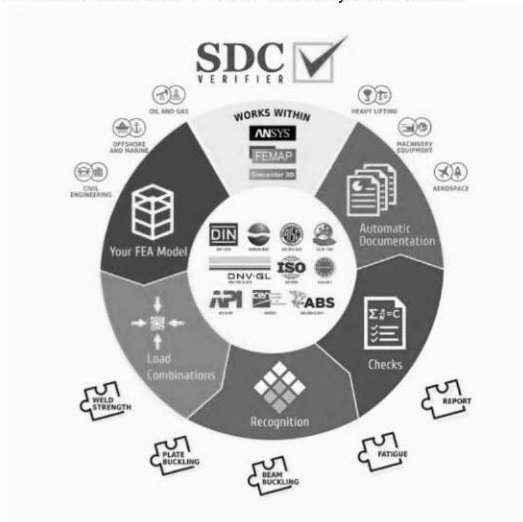 SDC
VERIFIER
WORKS WITHIN
ANSYS
FEMAP
Simcenter 3D
OIL AND GAS
OFFSHORE
AND MARINE
CIVIL
ENGINEERING
HEAVY LIFTING
MACHINERY
EQUIPMENT
AEROSPACE
Your FEA Model
Automatic
Documentation
DIN
ISO
DNV·GL
API
ABS
Load
Combinations
Recognition
Checks
WELD
STRENGTH
PLATE
BUCKLING
BEAM
BUCKLING
FATIGUE
REPORT